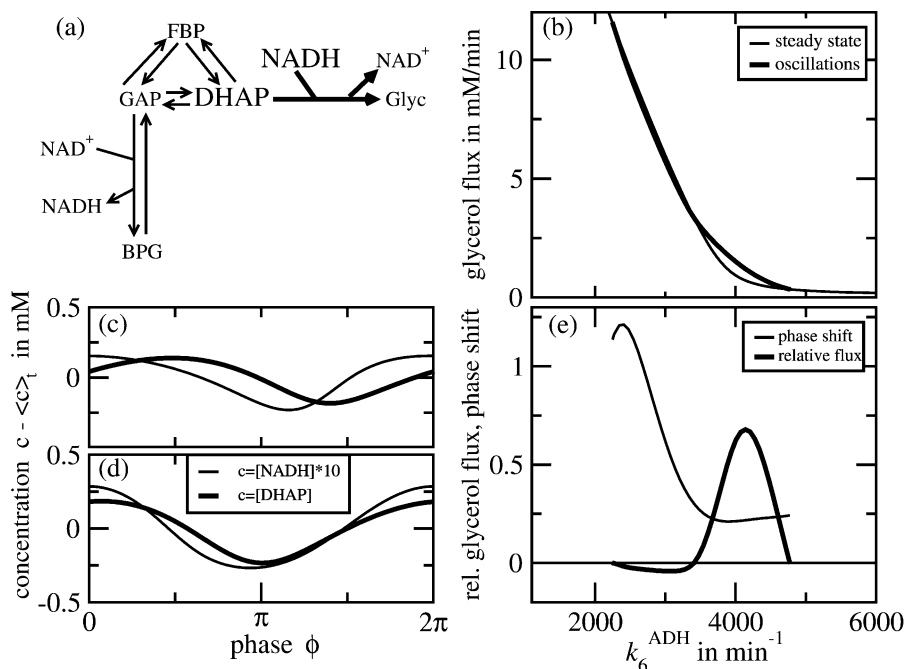 (a)
FBP
NADH
NAD+
GAP
DHAP
Glyc
NAD+
NADH
BPG
(b)
steady state
oscillations
10
5
0
glycerol flux in mM/min
(c)
0.5
0
0.5
(d)
c=[NADH]*10
c=[DHAP]
0
-0.5
concentration c - <c>t in mM
0
π
2π
phase ϕ
(e)
phase shift
relative flux
1
0.5
0
rel. glycerol flux, phase shift
2000
4000
6000
k6ADH in min-1